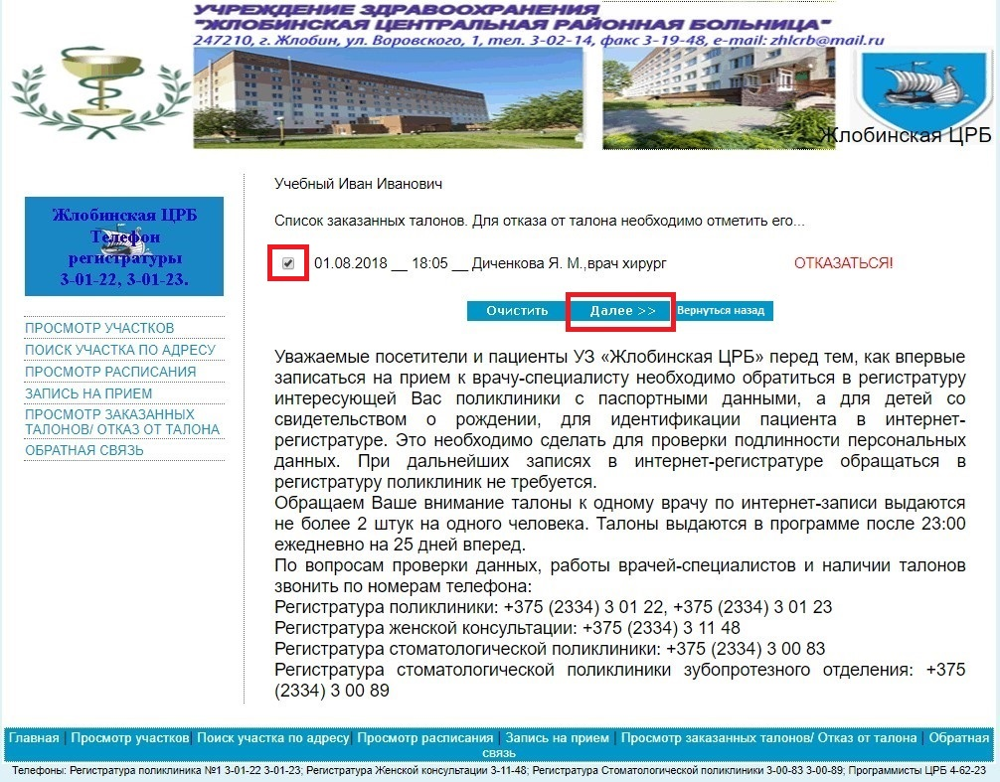 УЧРЕЖДЕНИЕ ЗДРАВООХРАНЕНИЯ
"ЖЛОБИНСКАЯ ЦЕНТРАЛЬНАЯ РАЙОННАЯ БОЛЬНИЦА"
247210, г. Жлобин, ул. Воровского, 1, тел. 3-02-14, факс 3-19-48, e-mail: zhlcrb@mail.ru
Жлобинская ЦРБ
Жлобинская ЦРБ
Телефон
регистратуры
3-01-22, 3-01-23.
ПРОСМОТР УЧАСТКОВ
ПОИСК УЧАСТКА ПО АДРЕСУ
ПРОСМОТР РАСПИСАНИЯ
ЗАПИСЬ НА ПРИЕМ
ПРОСМОТР ЗАКАЗАННЫХ
ТАЛОНОВ/ ОТКАЗ ОТ ТАЛОНА
ОБРАТНАЯ СВЯЗЬ
Учебный Иван Иванович
Список заказанных талонов. Для отказа от талона необходимо отметить его...
01.08.2018 __ 18:05 __ Диченкова Я. М.,врач хирург ОТКАЗАТЬСЯ!
Очистить Далее >> Вернуться назад
Уважаемые посетители и пациенты УЗ «Жлобинская ЦРБ» перед тем, как впервые
записаться на прием к врачу-специалисту необходимо обратиться в регистратуру
интересующей Вас поликлиники с паспортными данными, а для детей со
свидетельством о рождении, для идентификации пациента в интернет-
регистратуре. Это необходимо сделать для проверки подлинности персональных
данных. При дальнейших записях в интернет-регистратуре обращаться в
регистратуру поликлиник не требуется.
Обращаем Ваше внимание талоны к одному врачу по интернет-записи выдаются
не более 2 штук на одного человека. Талоны выдаются в программе после 23:00
ежедневно на 25 дней вперед.
По вопросам проверки данных, работы врачей-специалистов и наличии талонов
звонить по номерам телефона:
Регистратура поликлиники: +375 (2334) 3 01 22, +375 (2334) 3 01 23
Регистратура женской консультации: +375 (2334) 3 11 48
Регистратура стоматологической поликлиники: +375 (2334) 3 00 83
Регистратура стоматологической поликлиники зубопротезного отделения: +375
(2334) 3 00 89
Главная | Просмотр участков| Поиск участка по адресу| Просмотр расписания | Запись на прием | Просмотр заказанных талонов/ Отказ от талона | Обратная
связь
Телефоны: Регистратура поликлиника №1 3-01-22 3-01-23; Регистратура Женской консультации 3-11-48; Регистратура Стоматологической поликлиники 3-00-83 3-00-89; Программисты ЦРБ 4-62-23